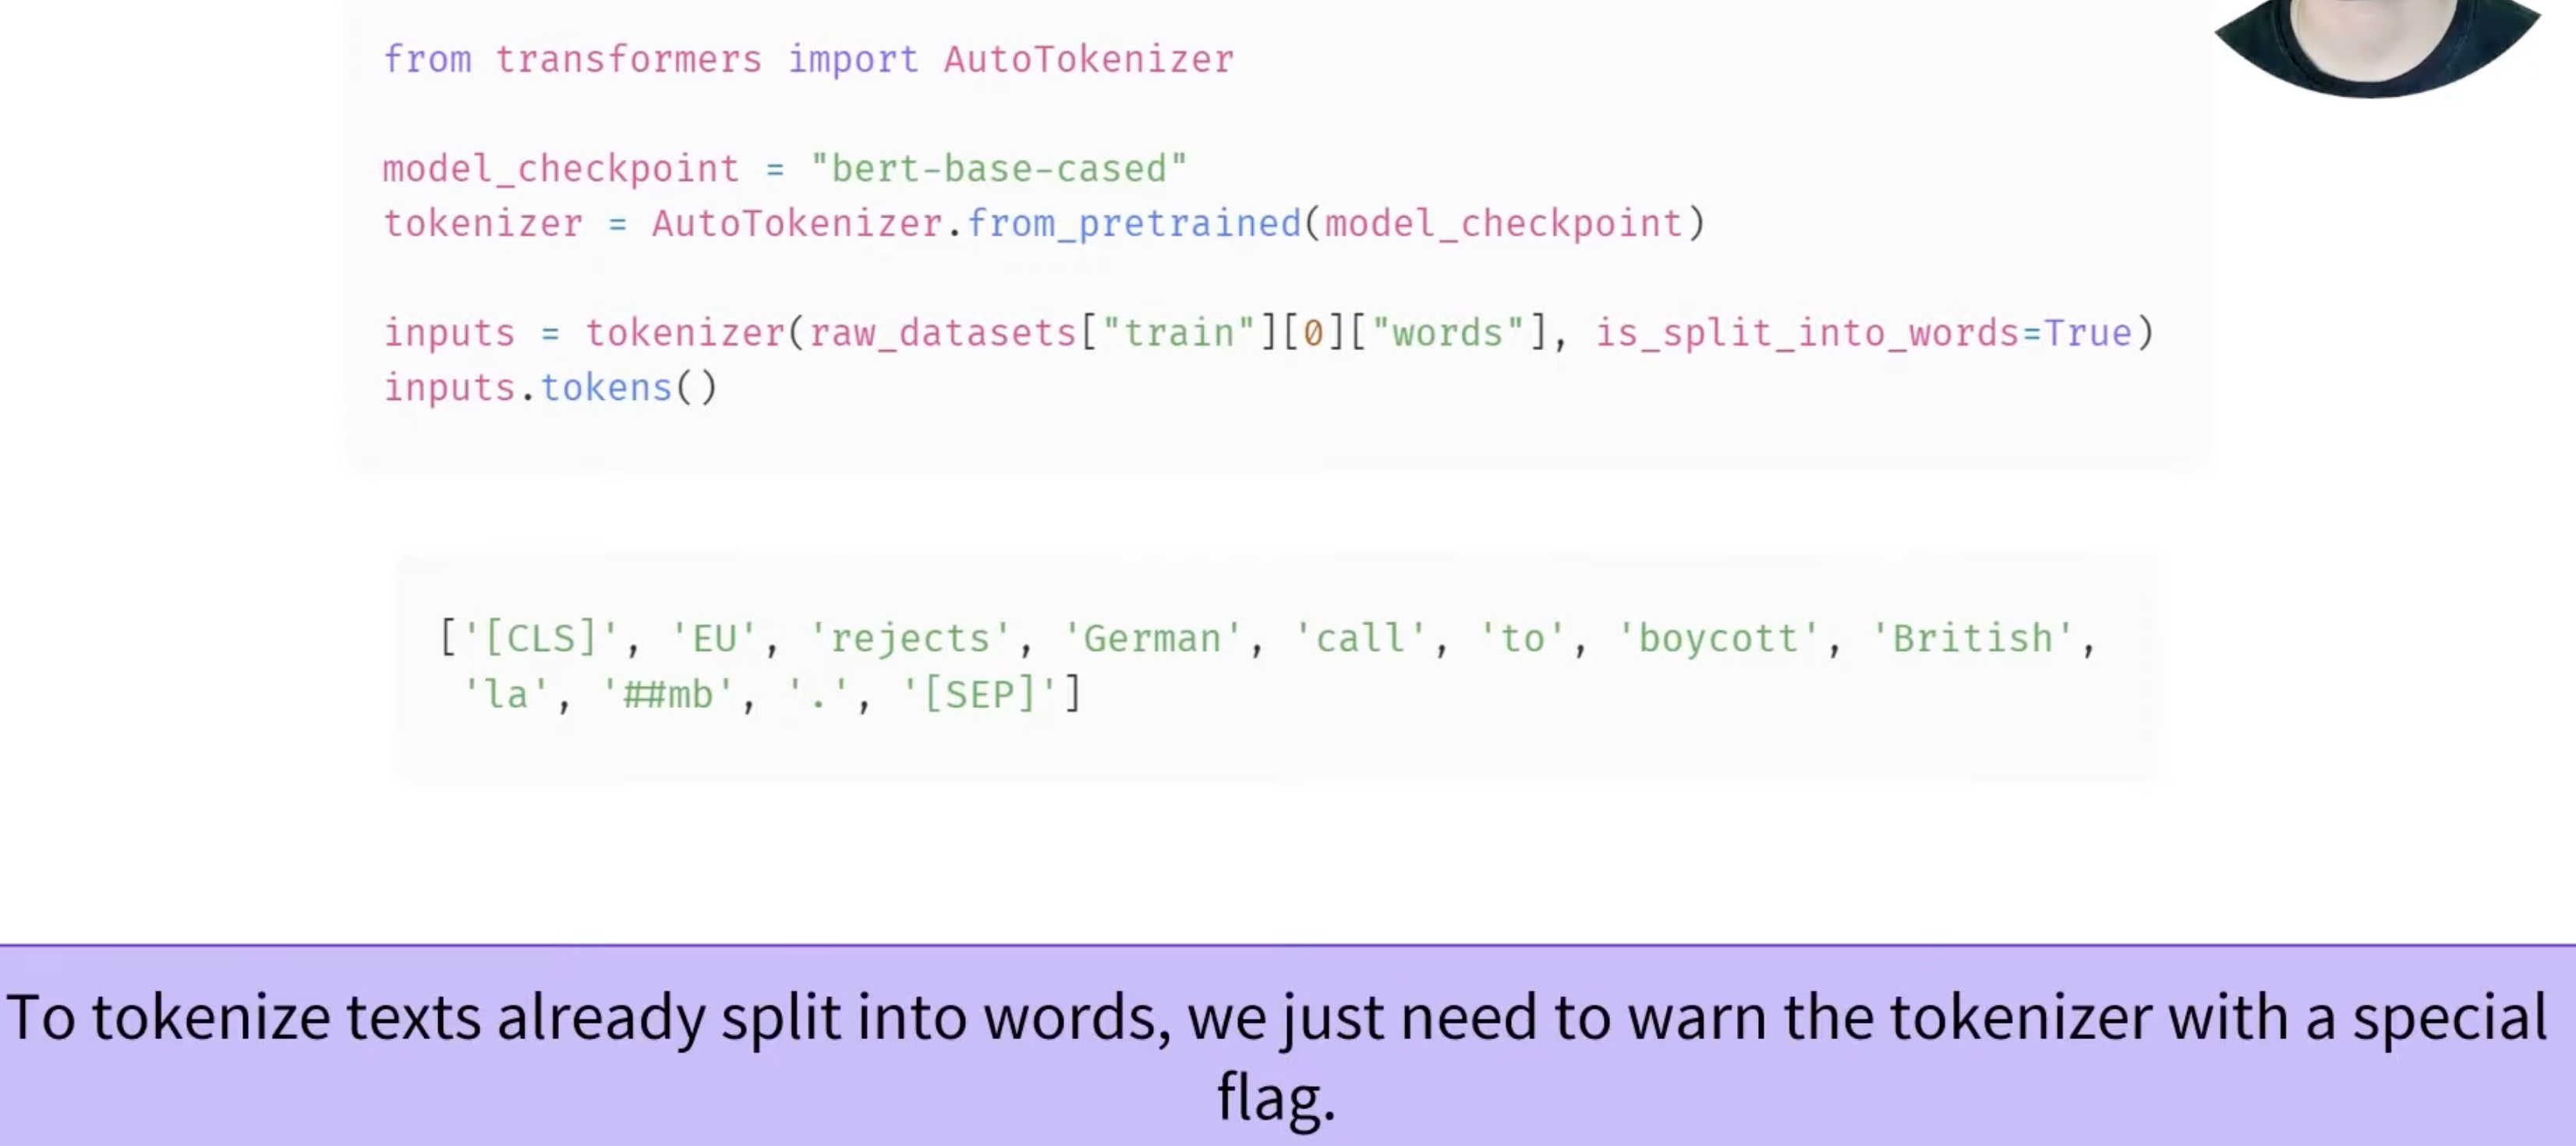 from transformers import AutoTokenizer
model_checkpoint = "bert-base-cased"
tokenizer = AutoTokenizer.from_pretrained(model_checkpoint)
inputs = tokenizer(raw_datasets["train"][0]["words"], is_split_into_words=True)
inputs.tokens()
['[CLS]', 'EU', 'rejects', 'German', 'call', 'to', 'boycott', 'British',
'la', '##mb', '.', '[SEP]']
To tokenize texts already split into words, we just need to warn the tokenizer with a special
flag.